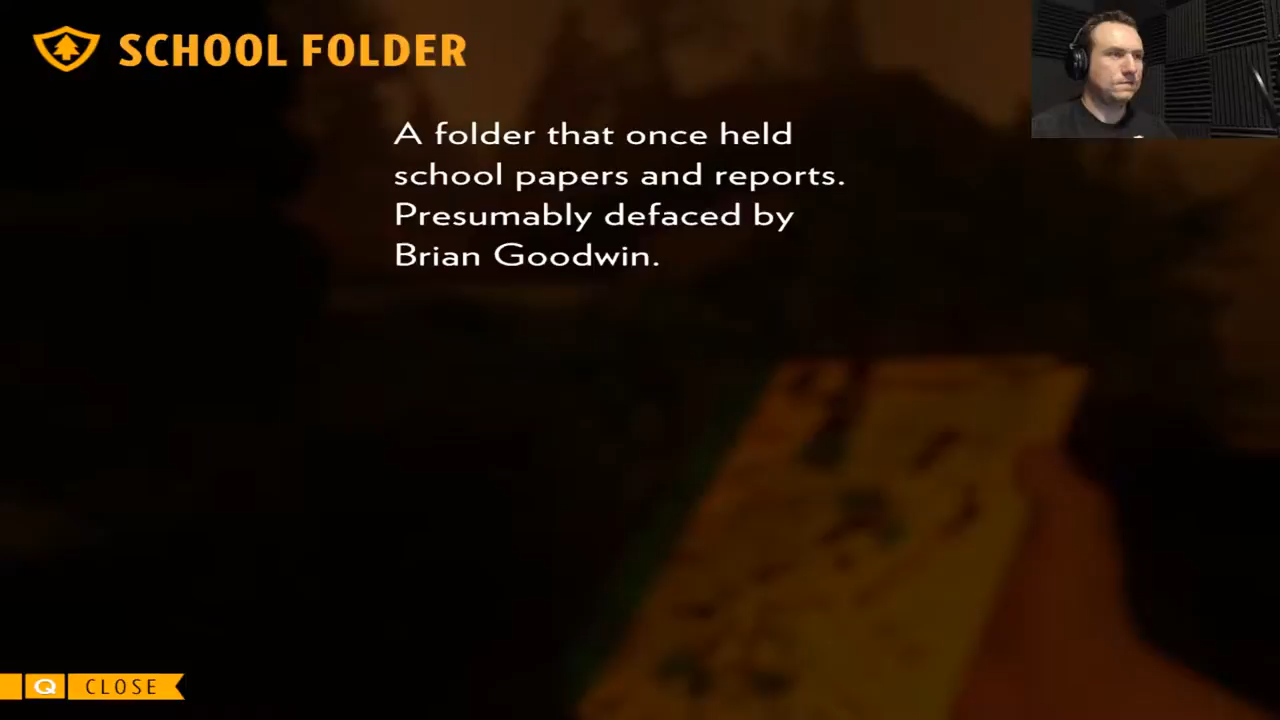 SCHOOL FOLDER
A folder that once held
school papers and reports.
Presumably defaced by
Brian Goodwin.
Q CLOSE